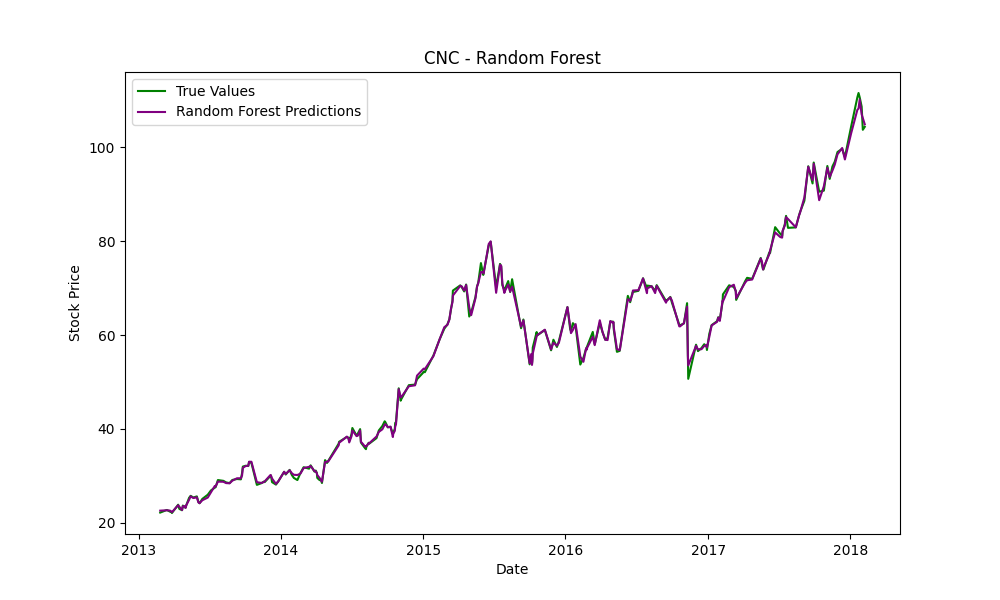 CNC - Random Forest
True Values
Random Forest Predictions
Stock Price
100
80
60
40
20
2013 2014 2015 2016 2017 2018
Date